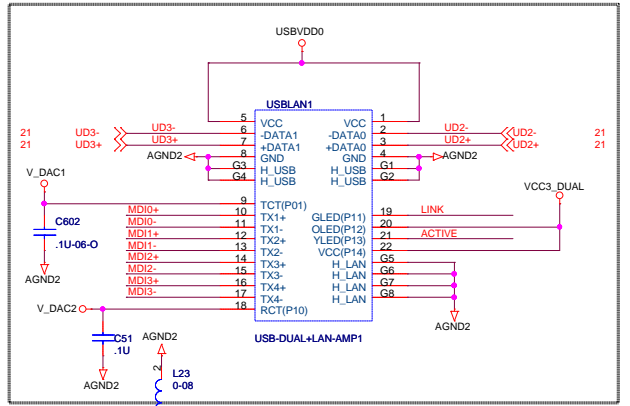 USBVDD0
USBLAN1
5 VCC VCC 1
21 UD3- UD3- 6 -DATA1 -DATA0 2 UD2- UD2- 21
21 UD3+ UD3+ 7 +DATA1 +DATA0 3 UD2+ UD2+ 21
AGND2 8 GND GND 4 AGND2
G3 H_USB H_USB G1
G4 H_USB H_USB G2
V_DAC1
VCC3_DUAL
9 TCT(P01)
MDI0+ 10 TX1+ GLED(P11) 19 LINK
MDI0- 11 TX1- OLED(P12) 20
MDI1+ 12 TX2+ YLED(P13) 21 ACTIVE
MDI1- 13 TX2- VCC(P14) 22
MDI2+ 14 TX3+ H_LAN G5
MDI2- 15 TX3- H_LAN G6
MDI3+ 16 TX4+ H_LAN G7
MDI3- 17 TX4- H_LAN G8
V_DAC2 18 RCT(P10)
C602
.1U-06-O
AGND2
AGND2
USB-DUAL+LAN-AMP1
C51
.1U
AGND2
AGND2
2
L23
0-08